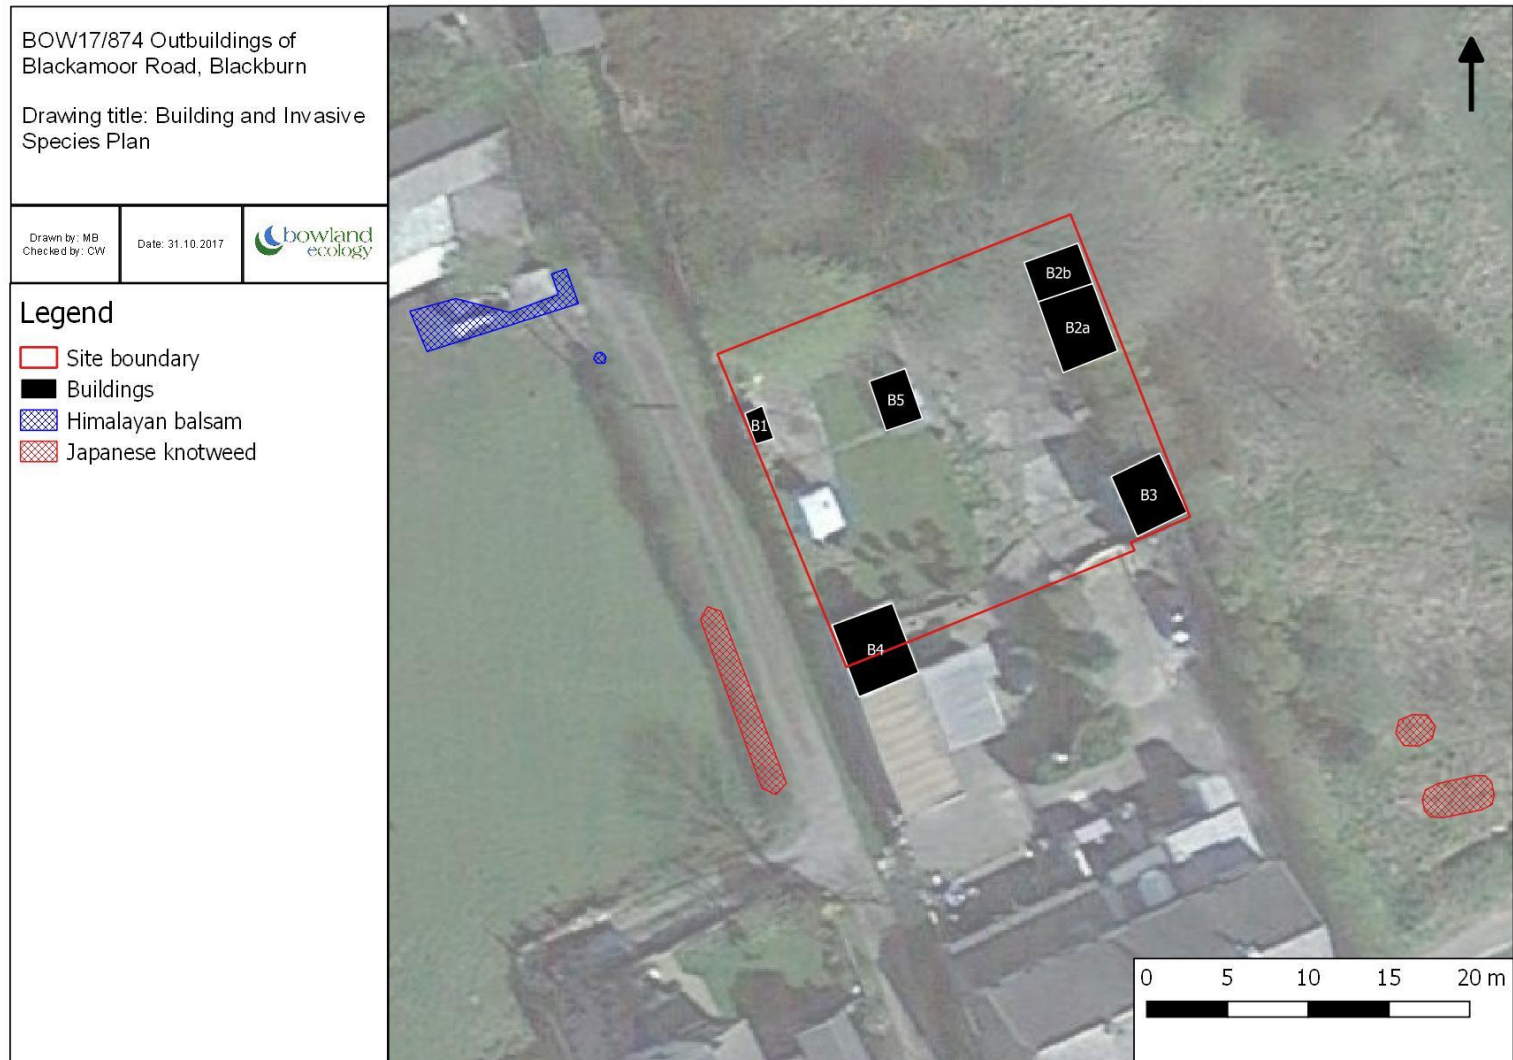 BOW17/874 Outbuildings of
Blackamoor Road, Blackburn
Drawing title: Building and Invasive
Species Plan
Drawn by: MB
Checked by: CW
Date: 31.10.2017
bowland
ecology
Legend
Site boundary
Buildings
Himalayan balsam
Japanese knotweed
B2b
B2a
B5
B1
B3
B4
0 5 10 15 20 m